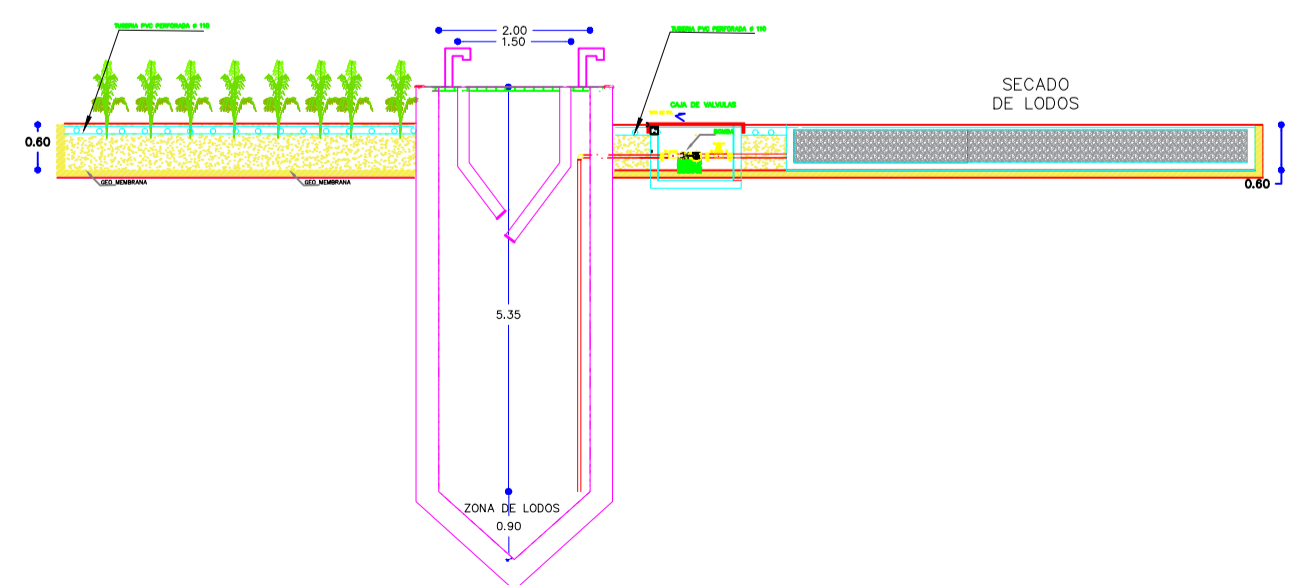 TUBERIA PVC PERFORADA ø 110
2.00
1.50
TUBERIA PVC PERFORADA ø 110
SECADO
DE LODOS
CAJA DE VALVULAS
BOMBA
0.60
GEO_MEMBRANA
GEO_MEMBRANA
0.60
5.35
ZONA DE LODOS
0.90